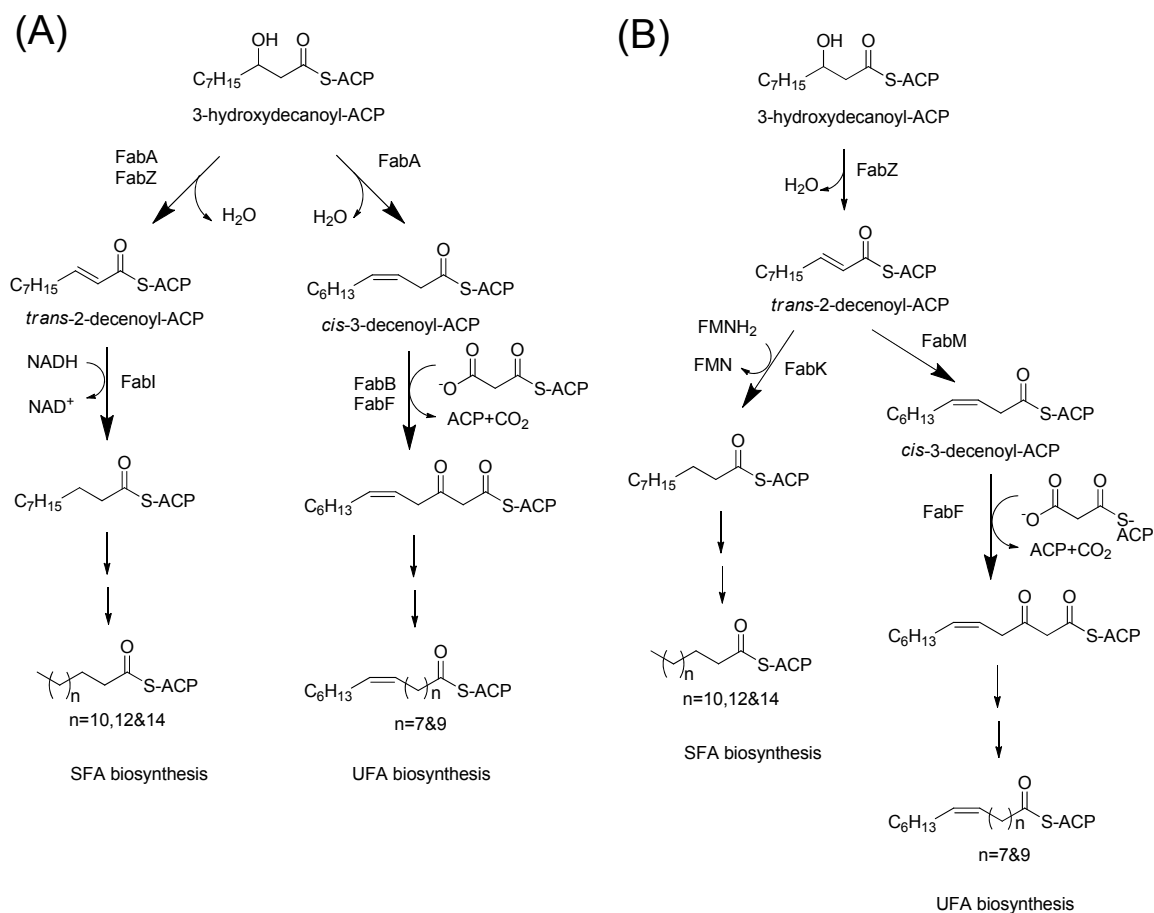 (A)
OH O
C7H15 S-ACP
3-hydroxydecanoyl-ACP
FabA
FabZ
H2O
FabA
H2O
O
C7H15 S-ACP
trans-2-decenoyl-ACP
O
C6H13 S-ACP
cis-3-decenoyl-ACP
NADH
NAD+
FabI
FabB
FabF
O O
-O S-ACP
ACP+CO2
O
C7H15 S-ACP
O O
C6H13 S-ACP
O
( )n S-ACP
n=10,12&14
SFA biosynthesis
O
C6H13 ( )n S-ACP
n=7&9
UFA biosynthesis
(B)
OH O
C7H15 S-ACP
3-hydroxydecanoyl-ACP
H2O
FabZ
O
C7H15 S-ACP
trans-2-decenoyl-ACP
FMNH2
FMN
FabK
FabM
O
C7H15 S-ACP
O
C6H13 S-ACP
cis-3-decenoyl-ACP
FabF
O O
-O S-
ACP
ACP+CO2
O O
C6H13 S-ACP
O
( )n S-ACP
n=10,12&14
SFA biosynthesis
O
C6H13 ( )n S-ACP
n=7&9
UFA biosynthesis